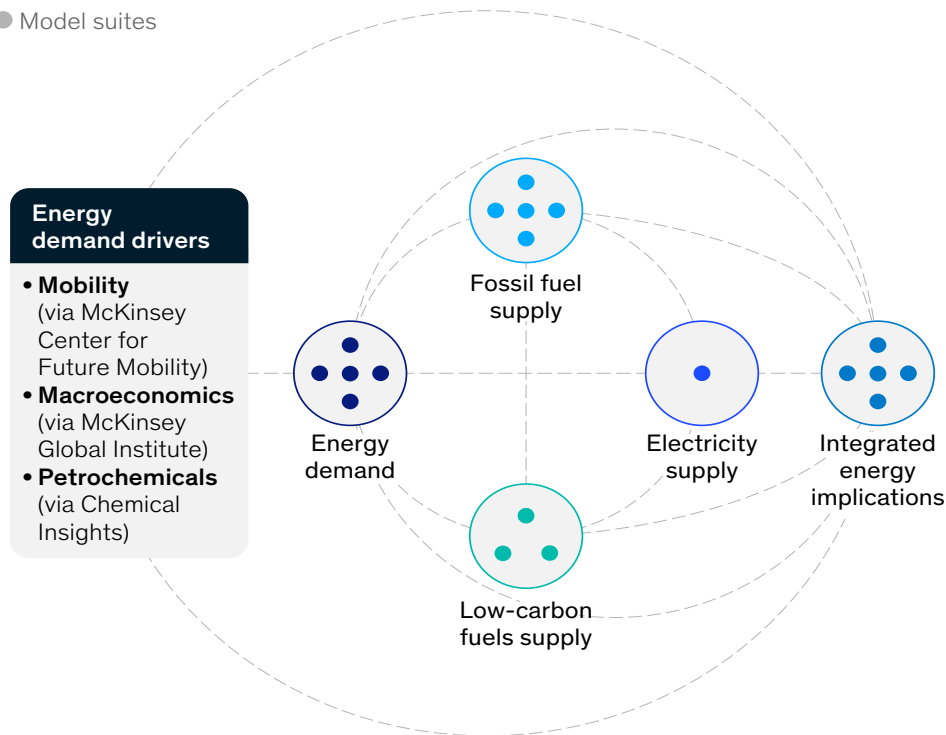 Model suites
Energy
demand drivers
• Mobility
(via McKinsey
Center for
Future Mobility)
• Macroeconomics
(via McKinsey
Global Institute)
• Petrochemicals
(via Chemical
Insights)
Fossil fuel
supply
Energy
demand
Electricity
supply
Integrated
energy
implications
Low-carbon
fuels supply